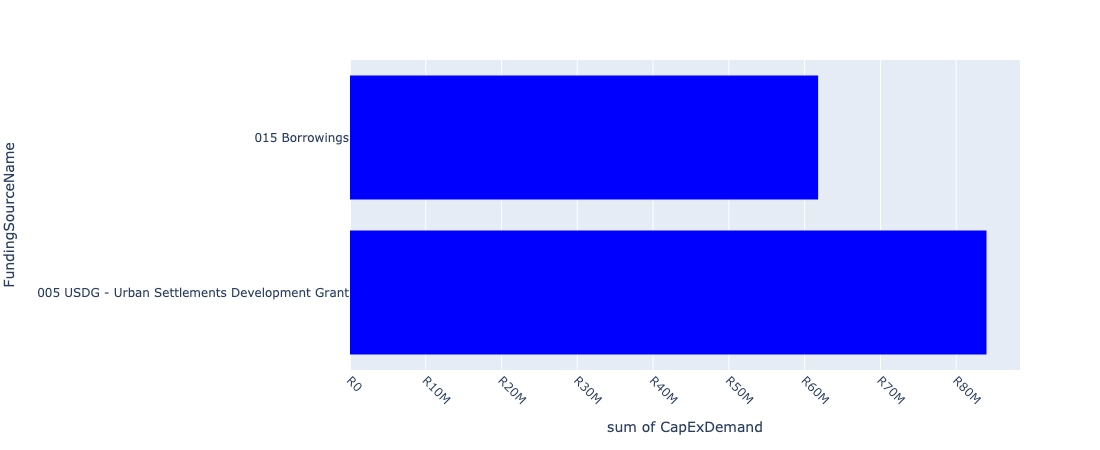 FundingSourceName
015 Borrowings
005 USDG - Urban Settlements Development Grant
R0
R10M
R20M
R30M
R40M
R50M
R60M
R70M
R80M
sum of CapExDemand